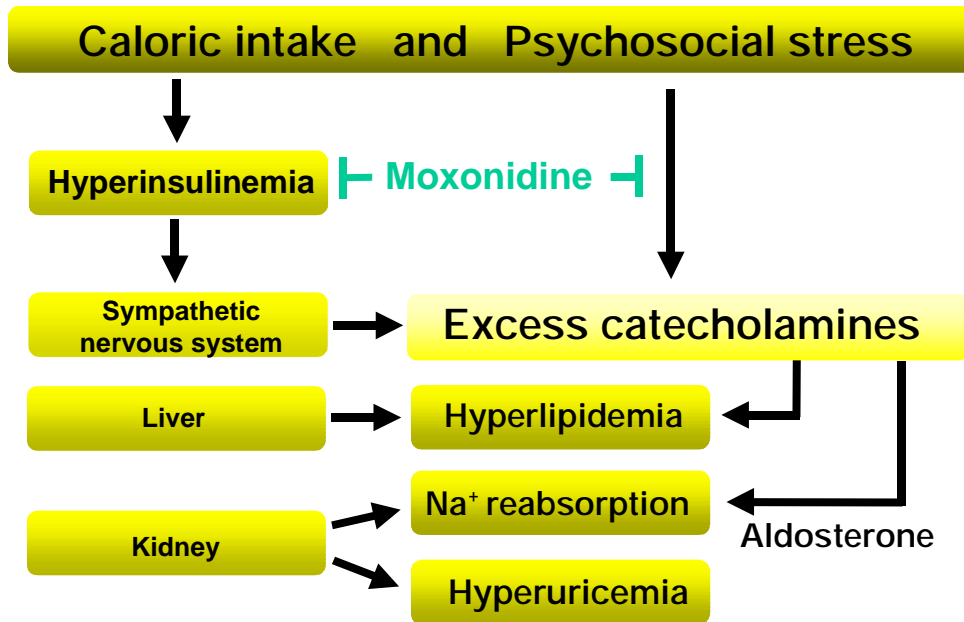 Caloric intake and Psychosocial stress
Hyperinsulinemia
Moxonidine
Sympathetic
nervous system
Excess catecholamines
Liver
Hyperlipidemia
Na⁺ reabsorption
Kidney
Aldosterone
Hyperuricemia